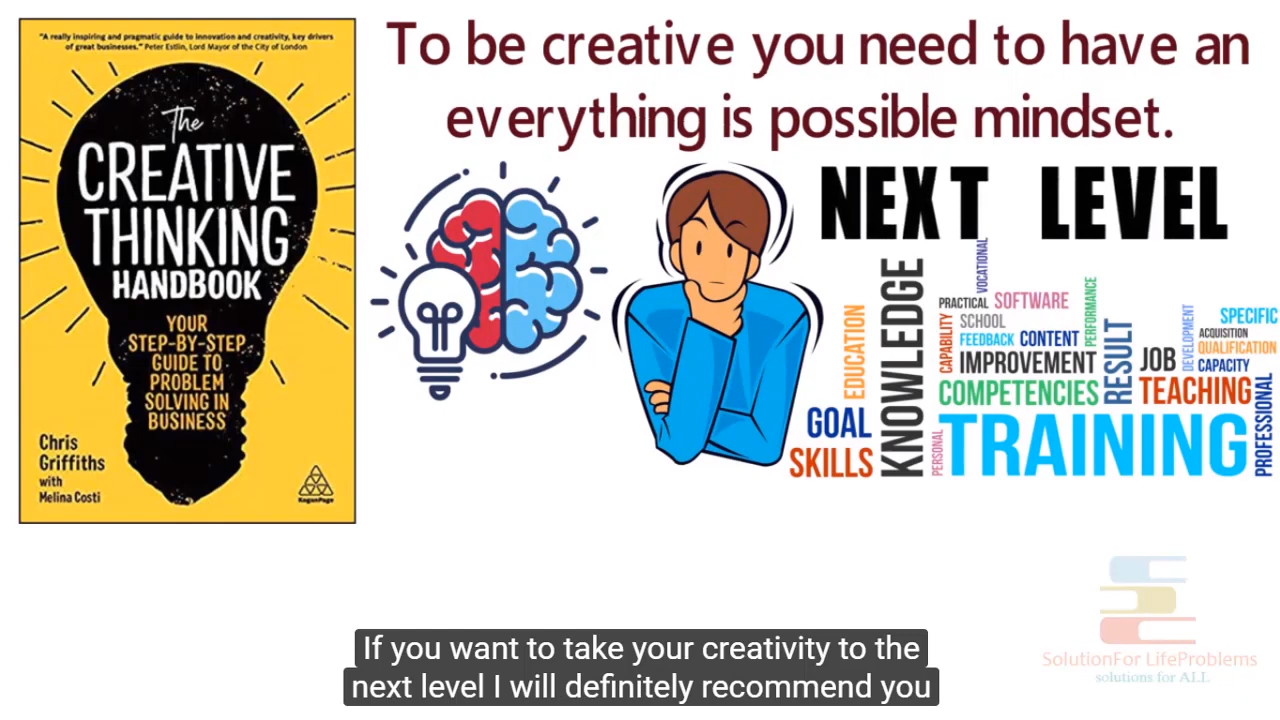 "A really inspiring and pragmatic guide to innovation and creativity, key drivers
of great businesses." Peter Estlin, Lord Mayor of the City of London
The
CREATIVE
THINKING
HANDBOOK
YOUR
STEP-BY-STEP
GUIDE TO
PROBLEM
SOLVING IN
BUSINESS
Chris
Griffiths
with
Melina Costi
KoganPage
To be creative you need to have an
everything is possible mindset.
NEXT LEVEL
VOCATIONAL
PRACTICAL
SOFTWARE
PERFORMANCE
EDUCATION
KNOWLEDGE
CAPABILITY
SCHOOL
FEEDBACK
CONTENT
IMPROVEMENT
COMPETENCIES
RESULT
JOB
DEVELOPMENT
SPECIFIC
ACQUISITION
QUALIFICATION
CAPACITY
TEACHING
GOAL
SKILLS
PERSONAL
TRAINING
PROFESSIONAL
SolutionFor LifeProblems
solutions for ALL
If you want to take your creativity to the
next level I will definitely recommend you